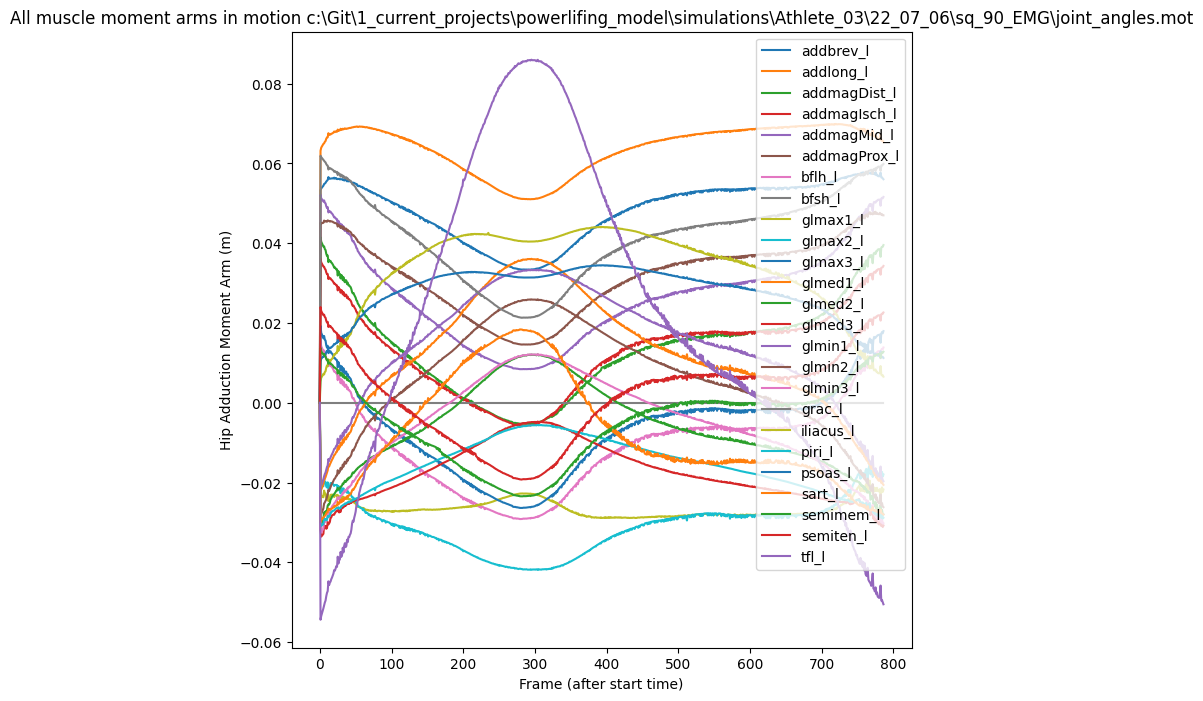 All muscle moment arms in motion c:\Git\1_current_projects\powerlifing_model\simulations\Athlete_03\22_07_06\sq_90_EMG\joint_angles.mot
addbrev_l
addlong_l
addmagDist_l
addmagIsch_l
addmagMid_l
addmagProx_l
bflh_l
bfsh_l
glmax1_l
glmax2_l
glmax3_l
glmed1_l
glmed2_l
glmed3_l
glmin1_l
glmin2_l
glmin3_l
grac_l
iliacus_l
piri_l
psoas_l
sart_l
semimem_l
semiten_l
tfl_l
Hip Adduction Moment Arm (m)
0.08
0.06
0.04
0.02
0.00
−0.02
−0.04
−0.06
0 100 200 300 400 500 600 700 800
Frame (after start time)